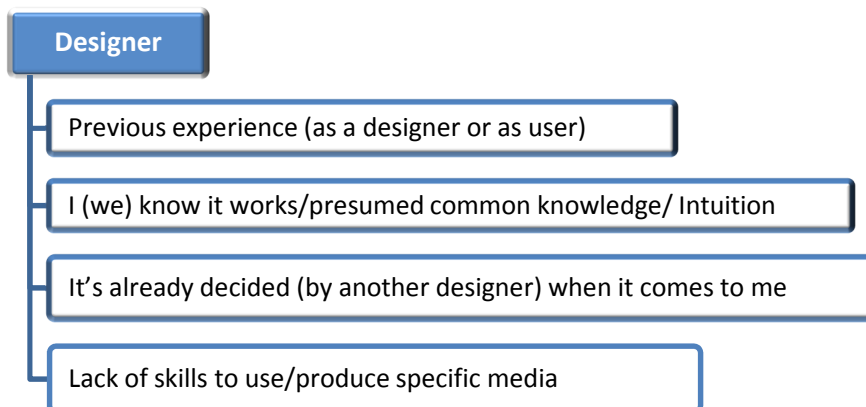 Designer
Previous experience (as a designer or as user)
I (we) know it works/presumed common knowledge/ Intuition
It’s already decided (by another designer) when it comes to me
Lack of skills to use/produce specific media